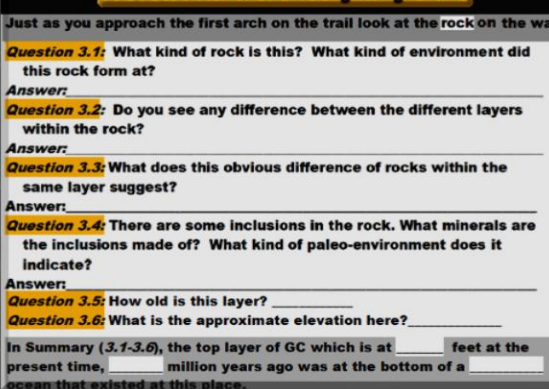 Just as you approach the first arch on the trail look at the rock on the wa
Question 3.1: What kind of rock is this? What kind of environment did
this rock form at?
Answer:
Question 3.2: Do you see any difference between the different layers
within the rock?
Answer:
Question 3.3: What does this obvious difference of rocks within the
same layer suggest?
Answer:
Question 3.4: There are some inclusions in the rock. What minerals are
the inclusions made of? What kind of paleo-environment does it
indicate?
Answer:
Question 3.5: How old is this layer? ________
Question 3.6: What is the approximate elevation here?________
In Summary (3.1-3.6), the top layer of GC which is at ______ feet at the
present time, ______ million years ago was at the bottom of a ________
ocean that existed at this place.